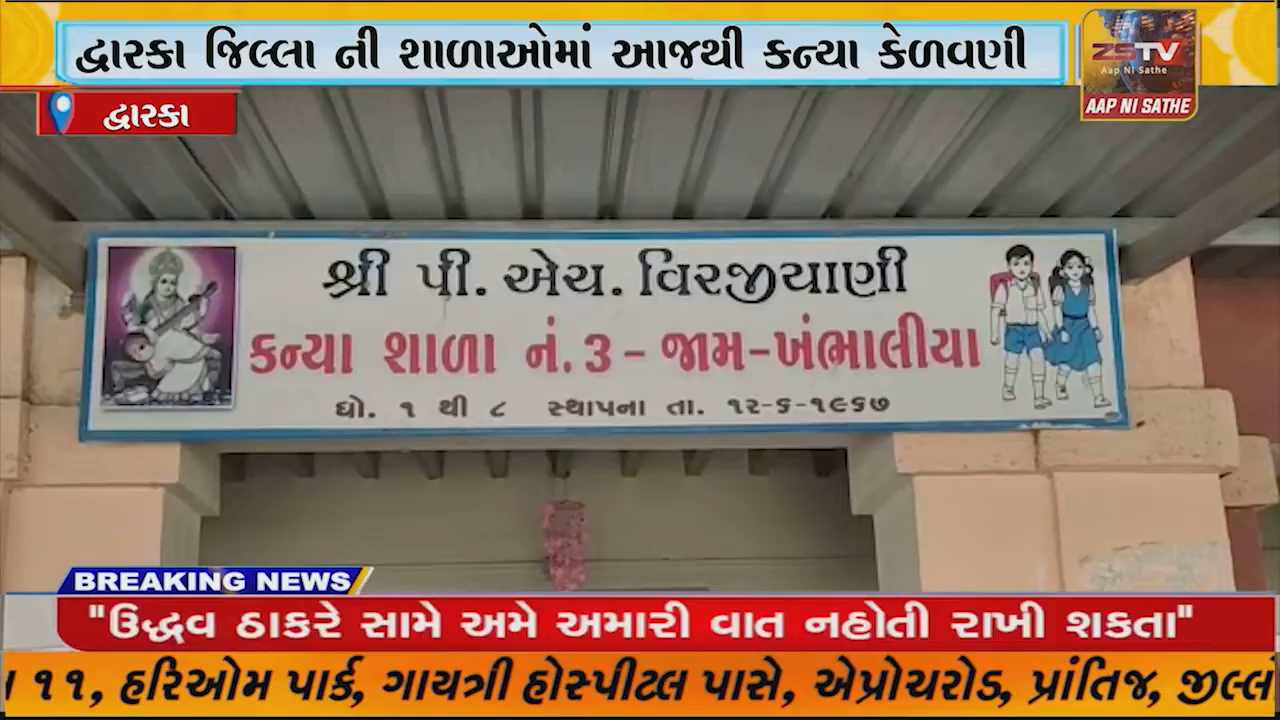 દ્વારકા જિલ્લા ની શાળાઓમાં આજથી કન્યા કેળવણી
ZSTV
Aap Ni Sathe
AAP NI SATHE
દ્વારકા
શ્રી પી. એચ. વિરજીયાણી
કન્યા શાળા નં. ૩ - જામ-ખંભાલીયા
ધો. ૧ થી ૮ સ્થાપના તા. ૧૨-૬-૧૯૬૭
BREAKING NEWS
"ઉદ્ધવ ઠાકરે સામે અમે અમારી વાત નહોતી રાખી શકતા"
૧૧, હરિઓમ પાર્ક, ગાયત્રી હોસ્પીટલ પાસે, એપ્રોચરોડ, પ્રાંતિજ, જીલ્લો